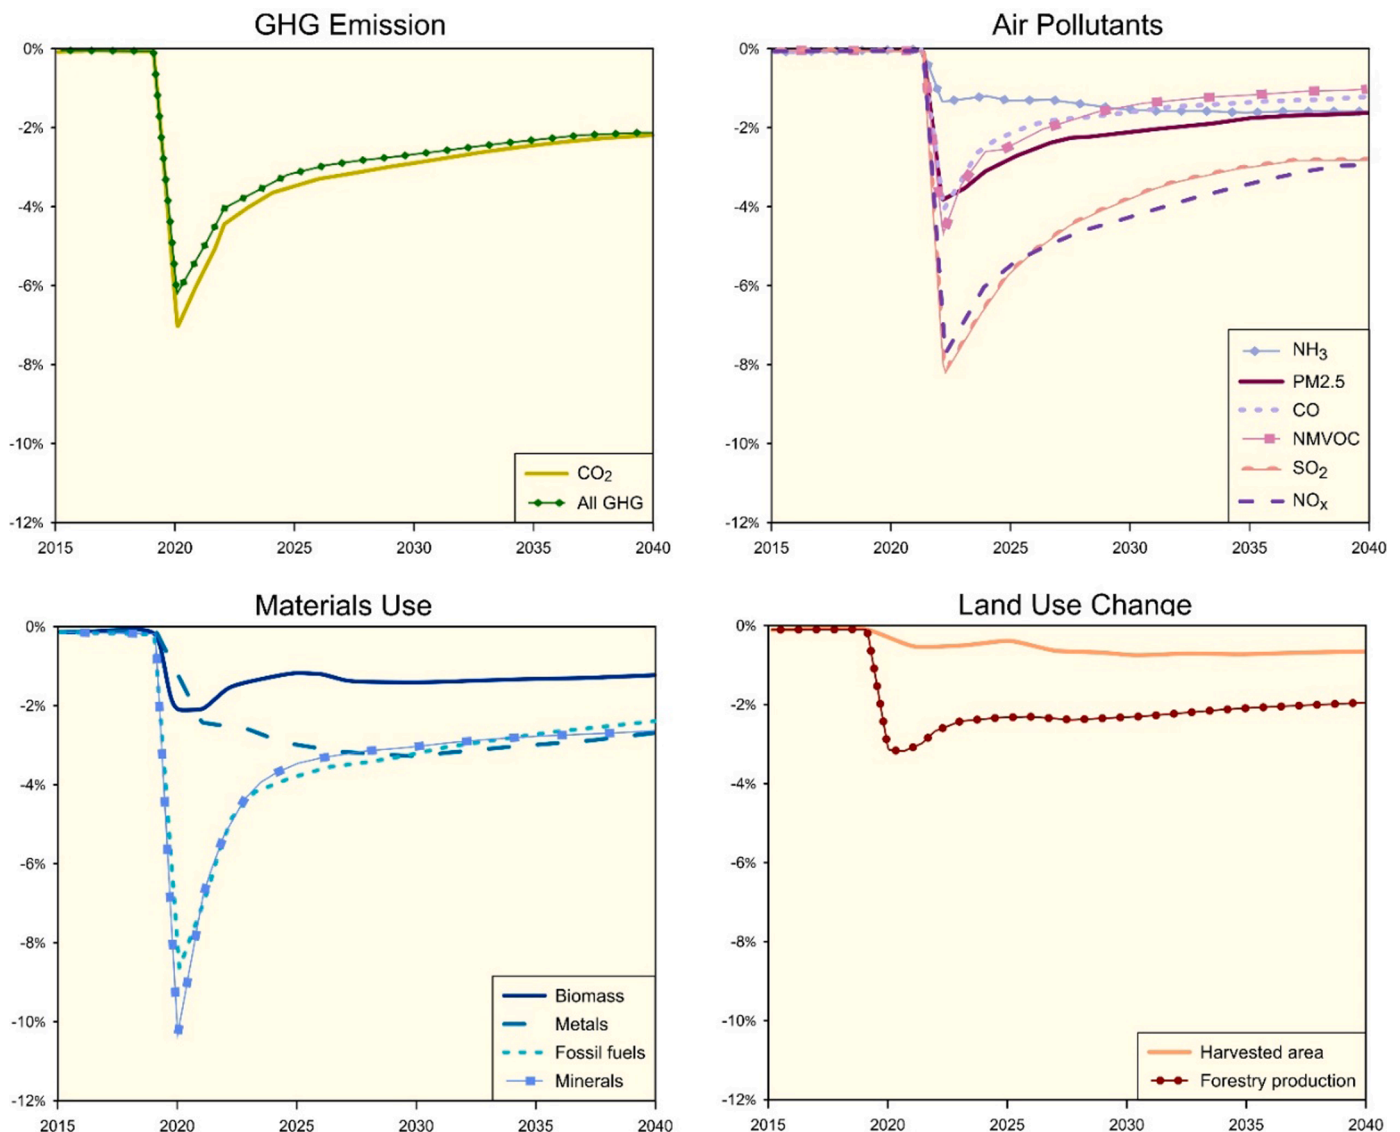 GHG Emission
0%
-2%
-4%
-6%
-8%
-10%
-12%
2015 2020 2025 2030 2035 2040
CO2
All GHG
Air Pollutants
0%
-2%
-4%
-6%
-8%
-10%
-12%
2015 2020 2025 2030 2035 2040
NH3
PM2.5
CO
NMVOC
SO2
NOx
Materials Use
0%
-2%
-4%
-6%
-8%
-10%
-12%
2015 2020 2025 2030 2035 2040
Biomass
Metals
Fossil fuels
Minerals
Land Use Change
0%
-2%
-4%
-6%
-8%
-10%
-12%
2015 2020 2025 2030 2035 2040
Harvested area
Forestry production